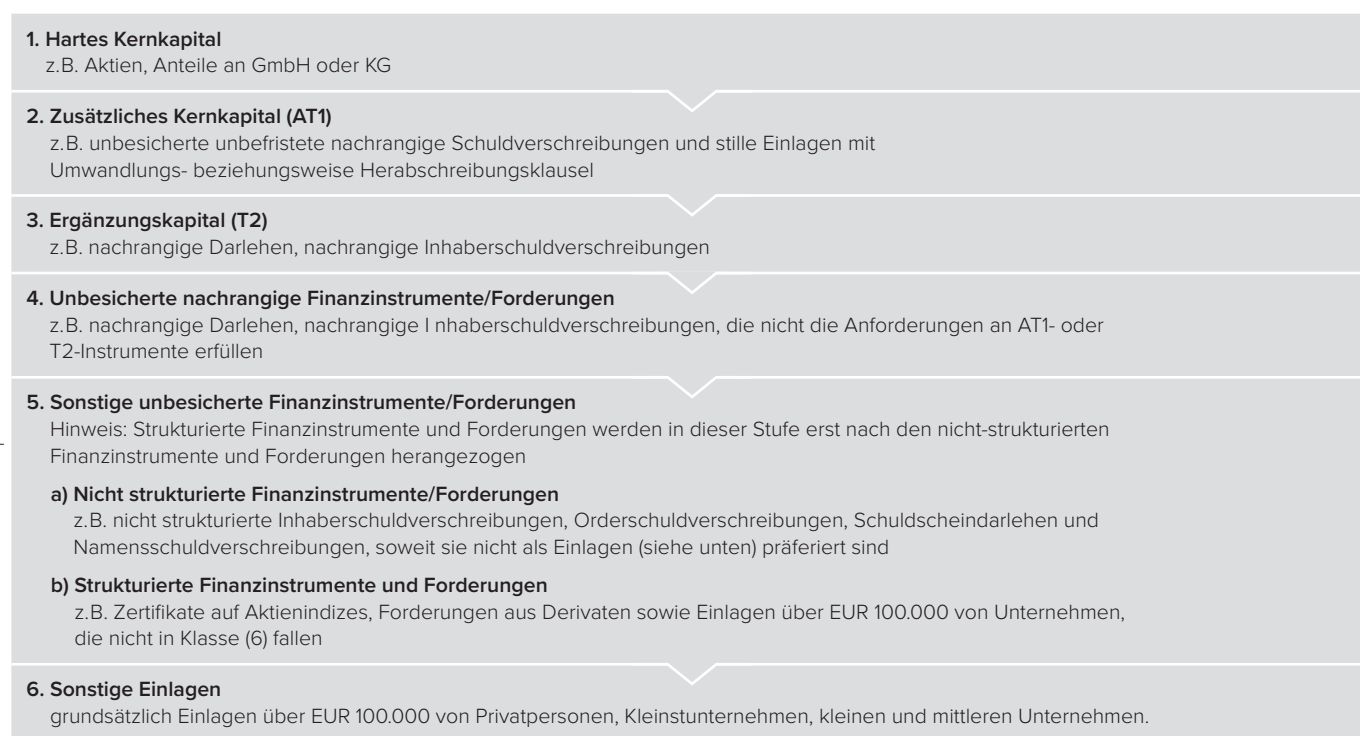 1. Hartes Kernkapital
z.B. Aktien, Anteile an GmbH oder KG
2. Zusätzliches Kernkapital (AT1)
z.B. unbesicherte unbefristete nachrangige Schuldverschreibungen und stille Einlagen mit
Umwandlungs- beziehungsweise Herabschreibungsklausel
3. Ergänzungskapital (T2)
z.B. nachrangige Darlehen, nachrangige Inhaberschuldverschreibungen
4. Unbesicherte nachrangige Finanzinstrumente/Forderungen
z.B. nachrangige Darlehen, nachrangige I nhaberschuldverschreibungen, die nicht die Anforderungen an AT1- oder
T2-Instrumente erfüllen
5. Sonstige unbesicherte Finanzinstrumente/Forderungen
Hinweis: Strukturierte Finanzinstrumente und Forderungen werden in dieser Stufe erst nach den nicht-strukturierten
Finanzinstrumente und Forderungen herangezogen
a) Nicht strukturierte Finanzinstrumente/Forderungen
z.B. nicht strukturierte Inhaberschuldverschreibungen, Orderschuldverschreibungen, Schuldscheindarlehen und
Namensschuldverschreibungen, soweit sie nicht als Einlagen (siehe unten) präferiert sind
b) Strukturierte Finanzinstrumente und Forderungen
z.B. Zertifikate auf Aktienindizes, Forderungen aus Derivaten sowie Einlagen über EUR 100.000 von Unternehmen,
die nicht in Klasse (6) fallen
6. Sonstige Einlagen
grundsätzlich Einlagen über EUR 100.000 von Privatpersonen, Kleinstunternehmen, kleinen und mittleren Unternehmen.